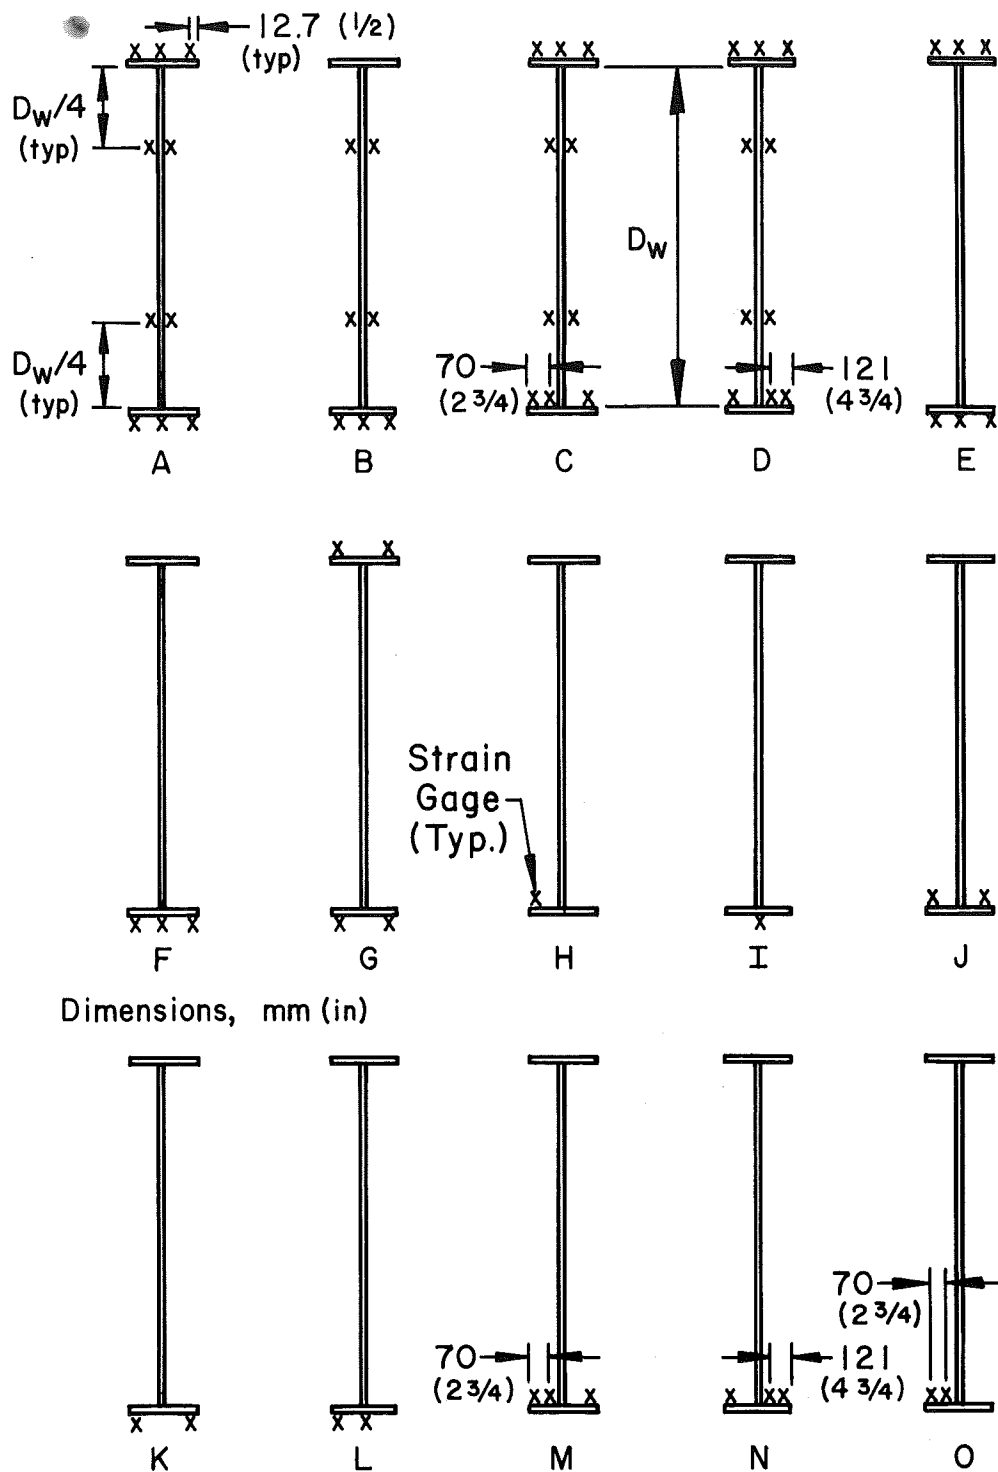 12.7 (1/2)
(typ)
DW/4
(typ)
DW
DW/4
(typ)
70
(2 3/4)
121
(4 3/4)
A B C D E
X X X X X X X X X X X X
X X X X X X X X
X X X X X X X X
X X X X X X X X X X X X X X X
Strain
Gage
(Typ.)
X X
X X X
X X X X X X
F G H I J
Dimensions, mm (in)
70
(2 3/4)
70
(2 3/4)
121
(4 3/4)
X X X X X X X X
X X X X
K L M N O